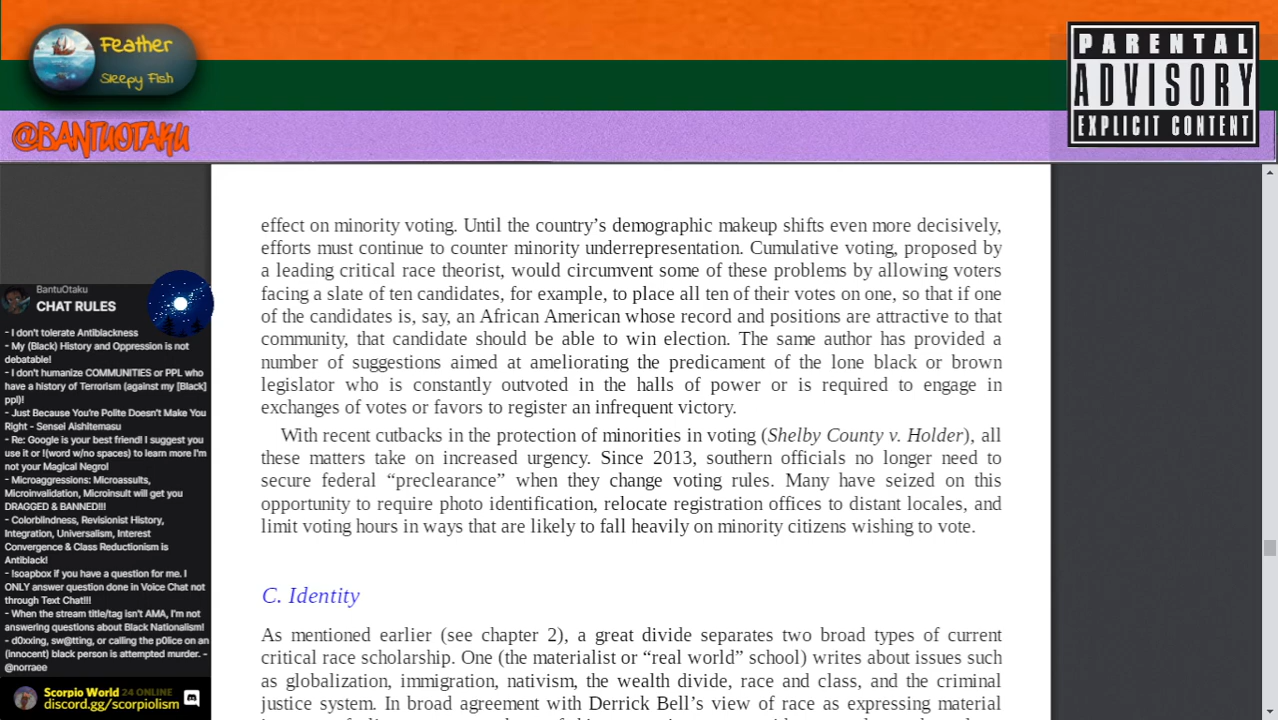 Feather
Sleepy Fish
PARENTAL
ADVISORY
EXPLICIT CONTENT
@BANTUOTAKU
BantuOtaku
CHAT RULES
- I don't tolerate Antiblackness
- My (Black) History and Oppression is not
debatable!
- I don't humanize COMMUNITIES or PPL who
have a history of Terrorism (against my [Black]
ppl)!
- Just Because You're Polite Doesn't Make You
Right - Sensei Aishitemasu
- Re: Google is your best friend! I suggest you
use it or !(word w/no spaces) to learn more I'm
not your Magical Negro!
- Microaggressions: Microassults,
Microinvalidation, Microinsult will get you
DRAGGED & BANNED!!!
- Colorblindness, Revisionist History,
Integration, Universalism, Interest
Convergence & Class Reductionism is
Antiblack!
- !soapbox if you have a question for me. I
ONLY answer question done in Voice Chat not
through Text Chat!!!
- When the stream title/tag isn't AMA, I'm not
answering questions about Black Nationalism!
- d0xxing, sw@tting, or calling the p0lice on an
(innocent) black person is attempted murder. -
@norraee
Scorpio World 24 ONLINE
discord.gg/scorpiolism
effect on minority voting. Until the country's demographic makeup shifts even more decisively,
efforts must continue to counter minority underrepresentation. Cumulative voting, proposed by
a leading critical race theorist, would circumvent some of these problems by allowing voters
facing a slate of ten candidates, for example, to place all ten of their votes on one, so that if one
of the candidates is, say, an African American whose record and positions are attractive to that
community, that candidate should be able to win election. The same author has provided a
number of suggestions aimed at ameliorating the predicament of the lone black or brown
legislator who is constantly outvoted in the halls of power or is required to engage in
exchanges of votes or favors to register an infrequent victory.
With recent cutbacks in the protection of minorities in voting (Shelby County v. Holder), all
these matters take on increased urgency. Since 2013, southern officials no longer need to
secure federal “preclearance” when they change voting rules. Many have seized on this
opportunity to require photo identification, relocate registration offices to distant locales, and
limit voting hours in ways that are likely to fall heavily on minority citizens wishing to vote.
C. Identity
As mentioned earlier (see chapter 2), a great divide separates two broad types of current
critical race scholarship. One (the materialist or “real world” school) writes about issues such
as globalization, immigration, nativism, the wealth divide, race and class, and the criminal
justice system. In broad agreement with Derrick Bell's view of race as expressing material